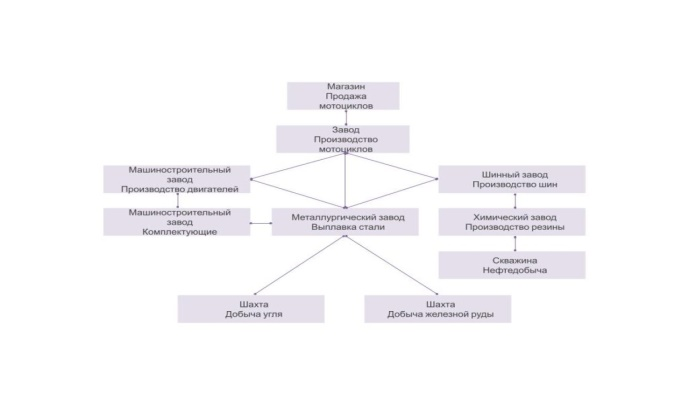 Магазин
Продажа
мотоциклов
Завод
Производство
мотоциклов
Машиностроительный
завод
Производство двигателей
Шинный завод
Производство шин
Машиностроительный
завод
Комплектующие
Металлургический завод
Выплавка стали
Химический завод
Производство резины
Скважина
Нефтедобыча
Шахта
Добыча угля
Шахта
Добыча железной руды